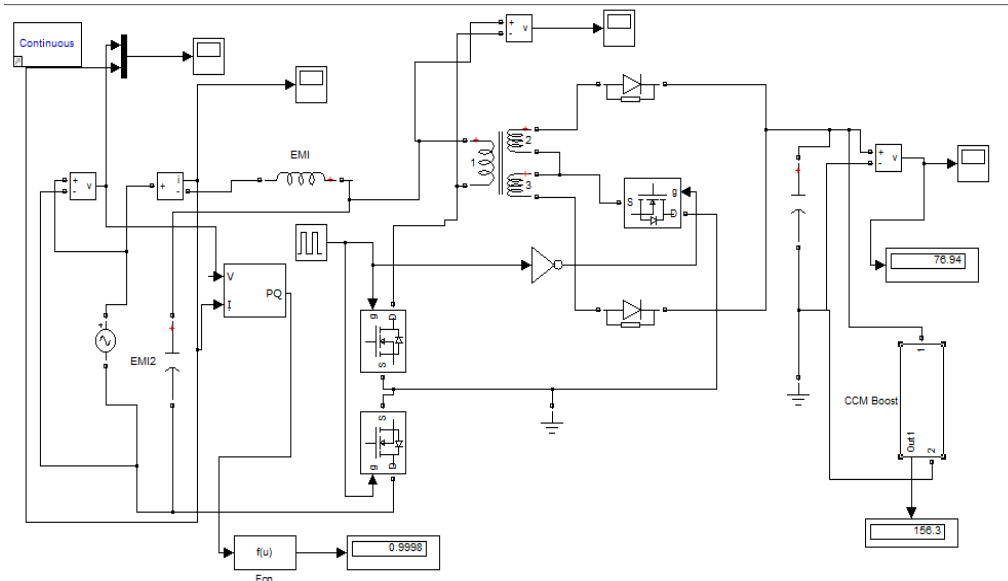 Continuous
+
-
v
+
-
v
+
i
-
EMI
+
+
1
+
2
+
3
S
g
D
+
+
-
v
76.94
V
I
PQ
+
EMI2
+
g
D
S
S
g
D
1
CCM Boost
Out1
2
156.3
f(u)
0.9998
Fcn